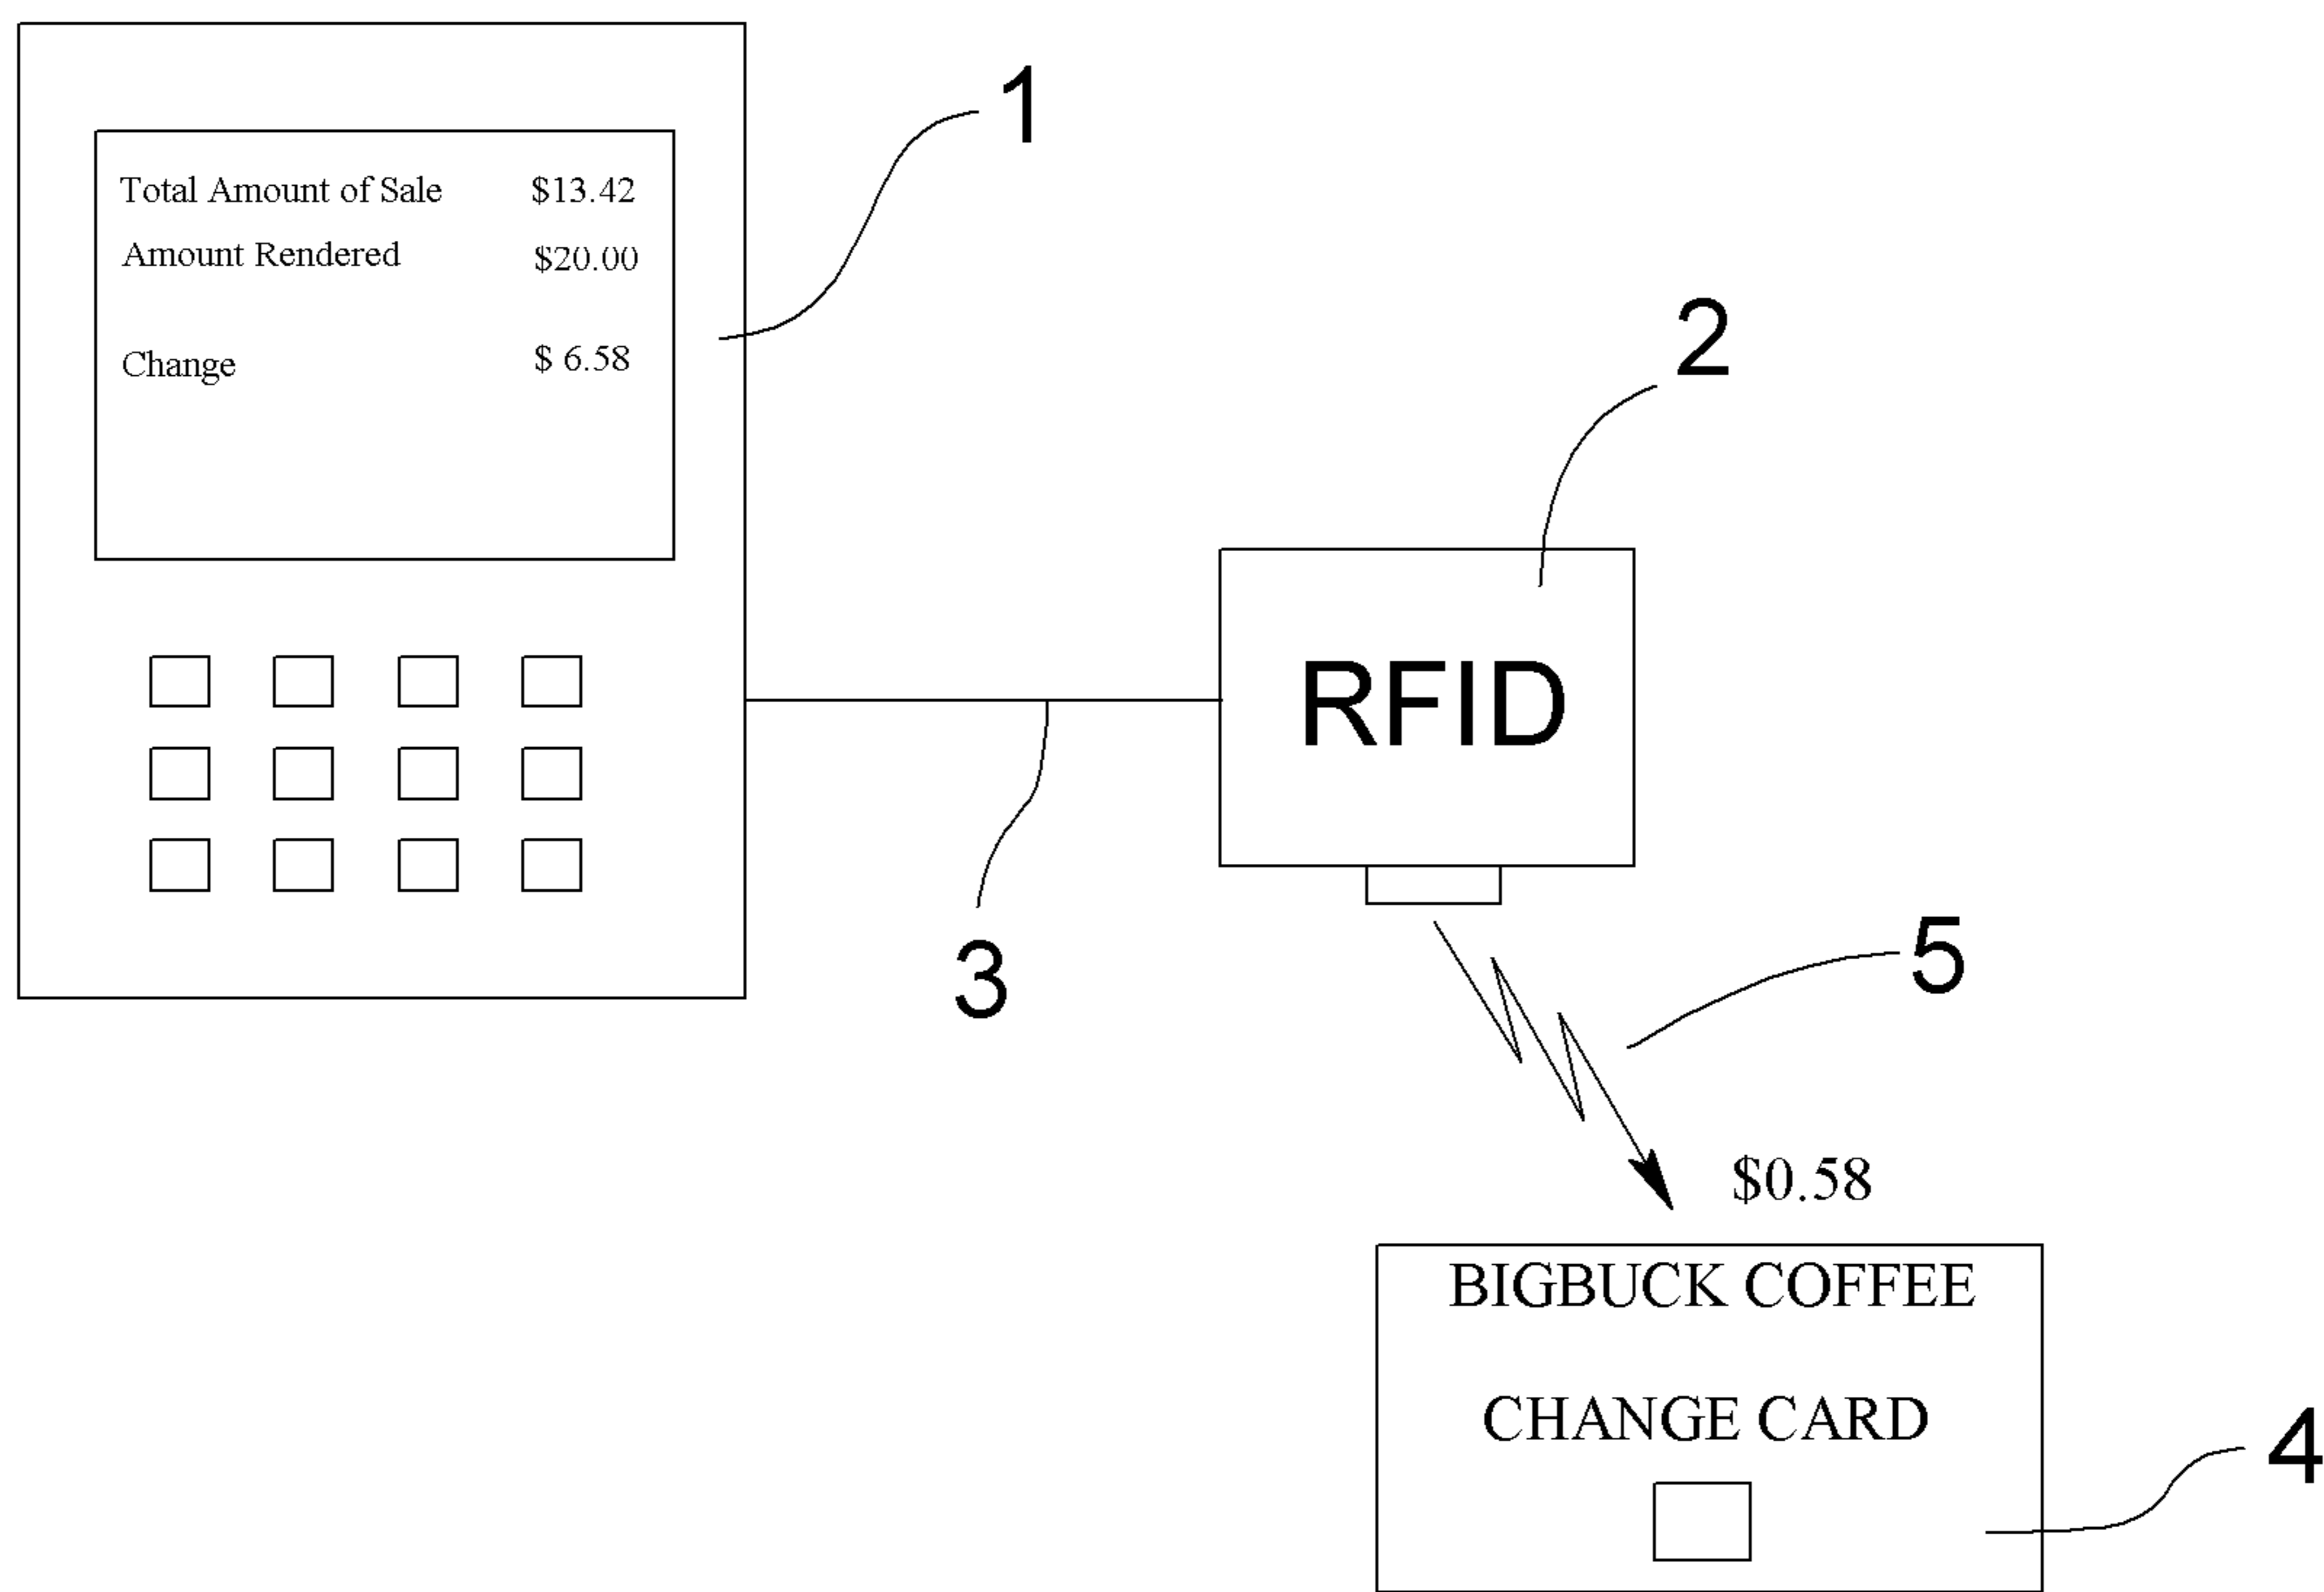 1
Total Amount of Sale $13.42
Amount Rendered $20.00
Change $ 6.58
2
RFID
3
5
$0.58
BIGBUCK COFFEE
CHANGE CARD
4